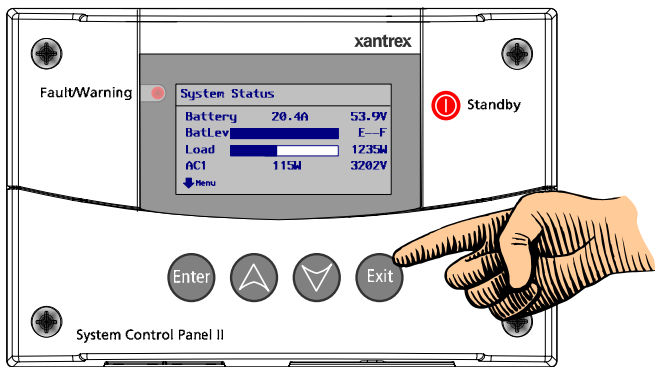 xantrex
Fault/Warning
Standby
System Status
Battery 20.4A 53.9V
BatLev E--F
Load 1235W
AC1 115W 3202V
Menu
Enter Exit
System Control Panel II